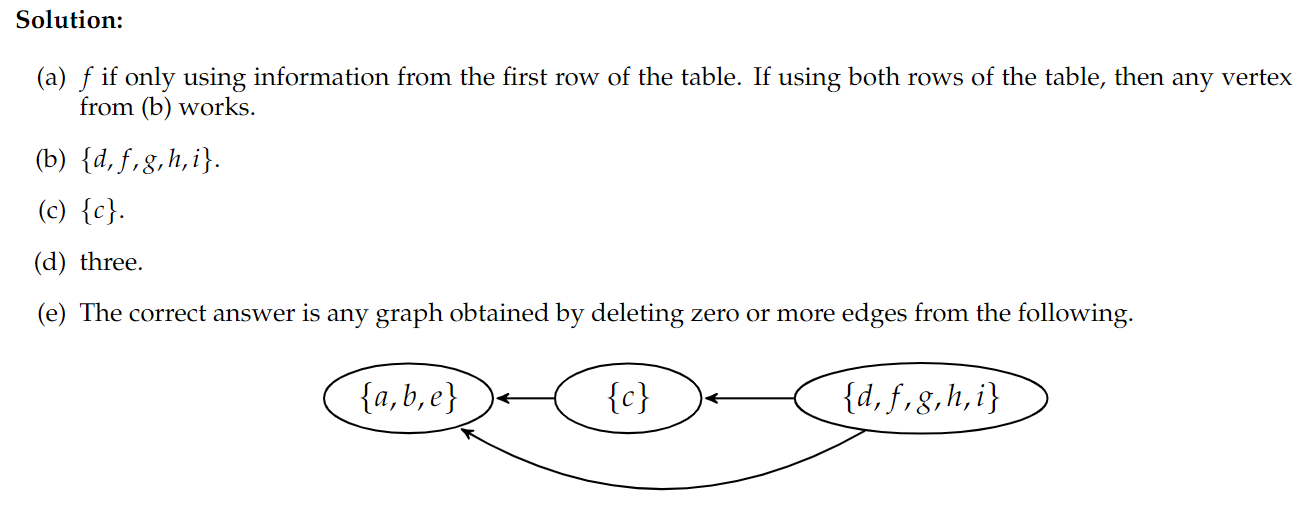 Solution:
(a) f if only using information from the first row of the table. If using both rows of the table, then any vertex
from (b) works.
(b) {d, f, g, h, i}.
(c) {c}.
(d) three.
(e) The correct answer is any graph obtained by deleting zero or more edges from the following.
{a, b, e} {c} {d, f, g, h, i}